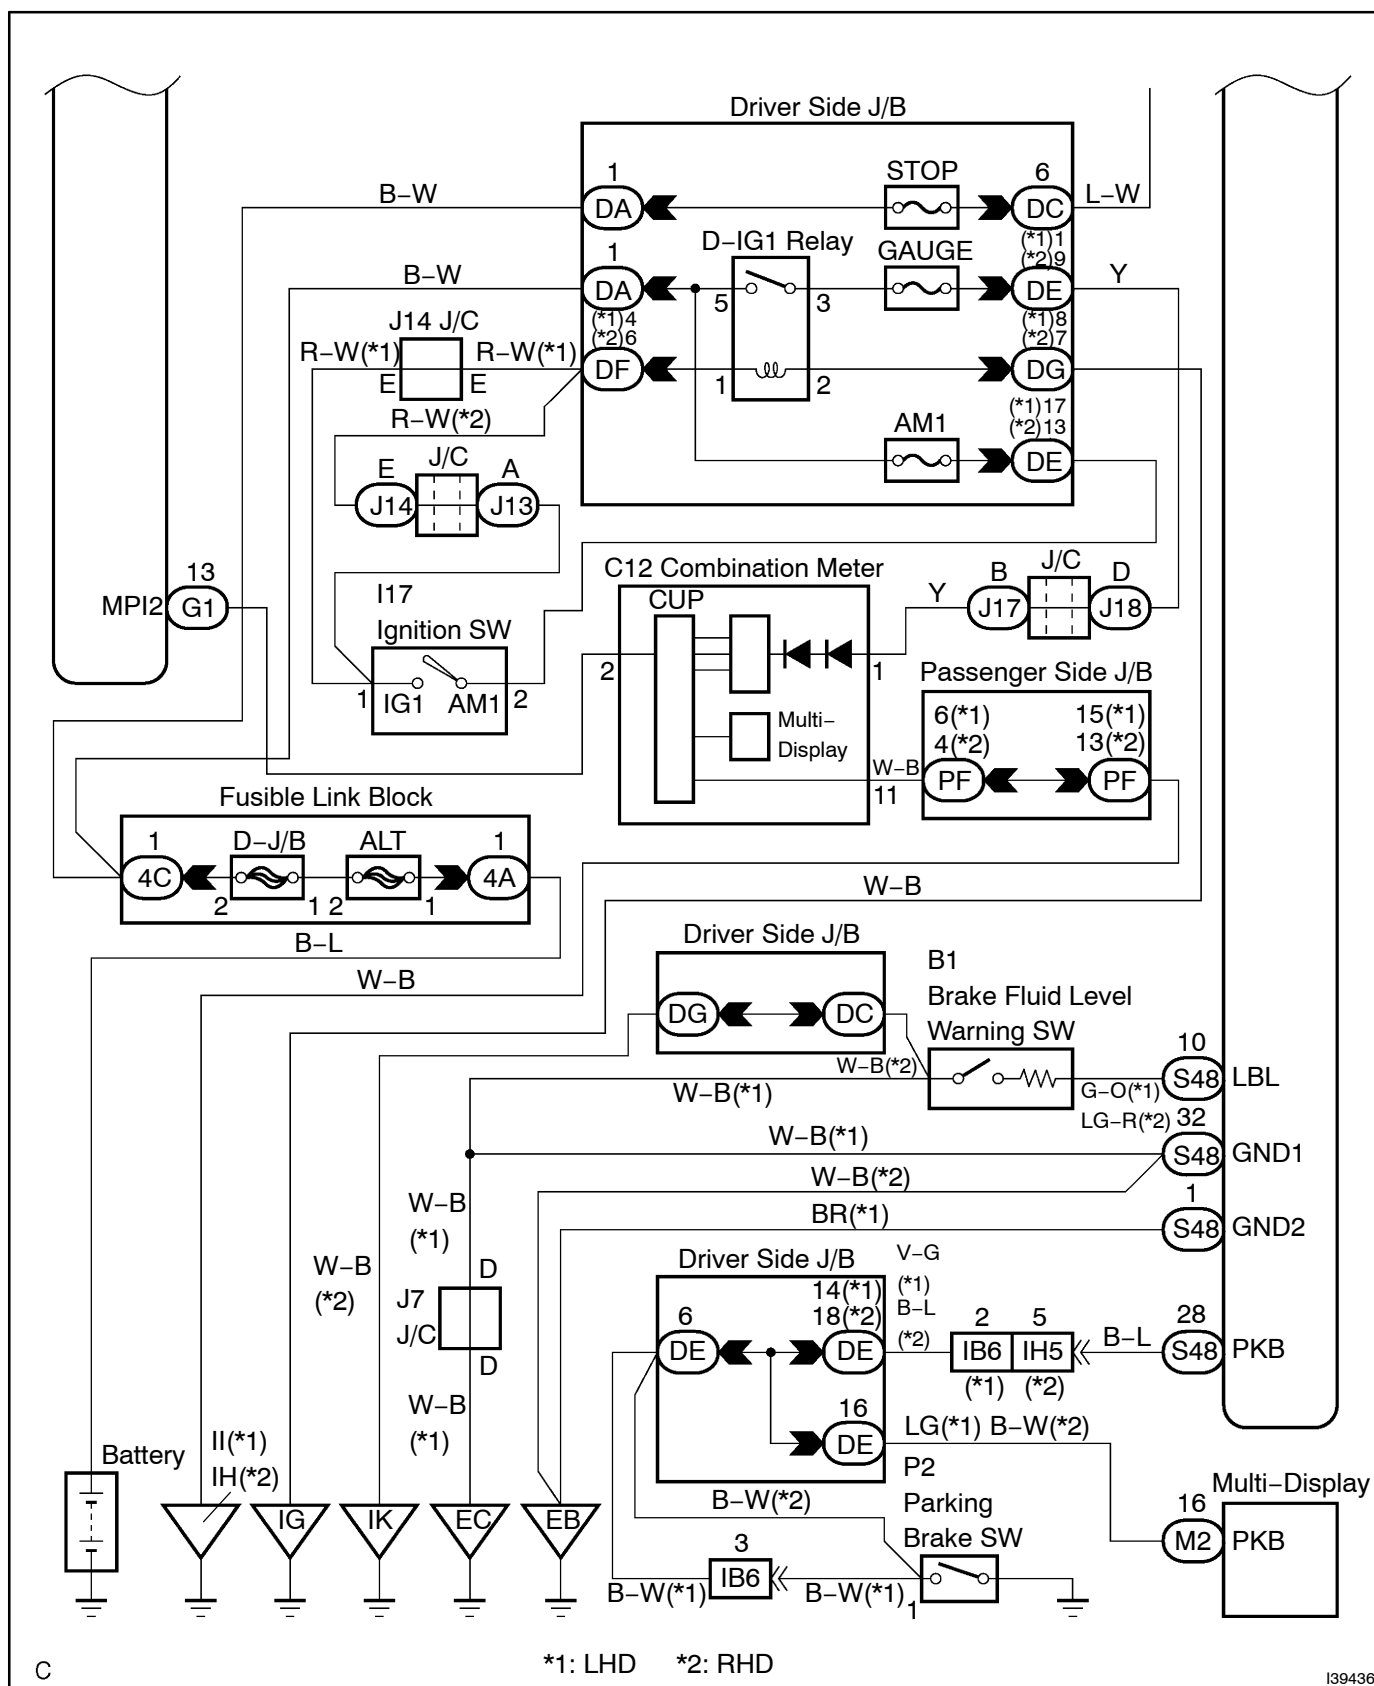 Driver Side J/B
1
STOP
6
B–W
DA
DC
L–W
D–IG1 Relay
(*1)1
(*2)9
1
GAUGE
B–W
DA
5
3
DE
Y
J14 J/C
(*1)4
(*2)6
(*1)8
(*2)7
R–W(*1)
R–W(*1)
E
E
DF
1
2
DG
R–W(*2)
AM1
(*1)17
(*2)13
DE
E
J/C
A
J14
J13
13
MPI2
G1
C12 Combination Meter
CUP
2
1
Multi–
Display
W–B
11
Y
B
J/C
D
J17
J18
I17
Ignition SW
1
IG1
AM1
2
Passenger Side J/B
6(*1)
15(*1)
4(*2)
13(*2)
PF
PF
Fusible Link Block
1
D–J/B
ALT
1
4C
4A
2
1
2
1
W–B
B–L
W–B
Driver Side J/B
DG
DC
B1
Brake Fluid Level
Warning SW
W–B(*2)
W–B(*1)
10
S48
LBL
G–O(*1)
LG–R(*2)
32
W–B(*1)
S48
GND1
W–B(*2)
1
BR(*1)
S48
GND2
W–B
(*1)
W–B
(*2)
D
J7
J/C
D
W–B
(*1)
Driver Side J/B
V–G
(*1)
B–L
(*2)
6
14(*1)
18(*2)
DE
DE
2
5
IB6
IH5
(*1)
(*2)
B–L
28
S48
PKB
16
DE
LG(*1) B–W(*2)
P2
Parking
Brake SW
B–W(*2)
3
B–W(*1)
IB6
B–W(*1)
1
Multi–Display
16
M2
PKB
Battery
II(*1)
IH(*2)
IG
IK
EC
EB
*1: LHD
*2: RHD
C
I39436